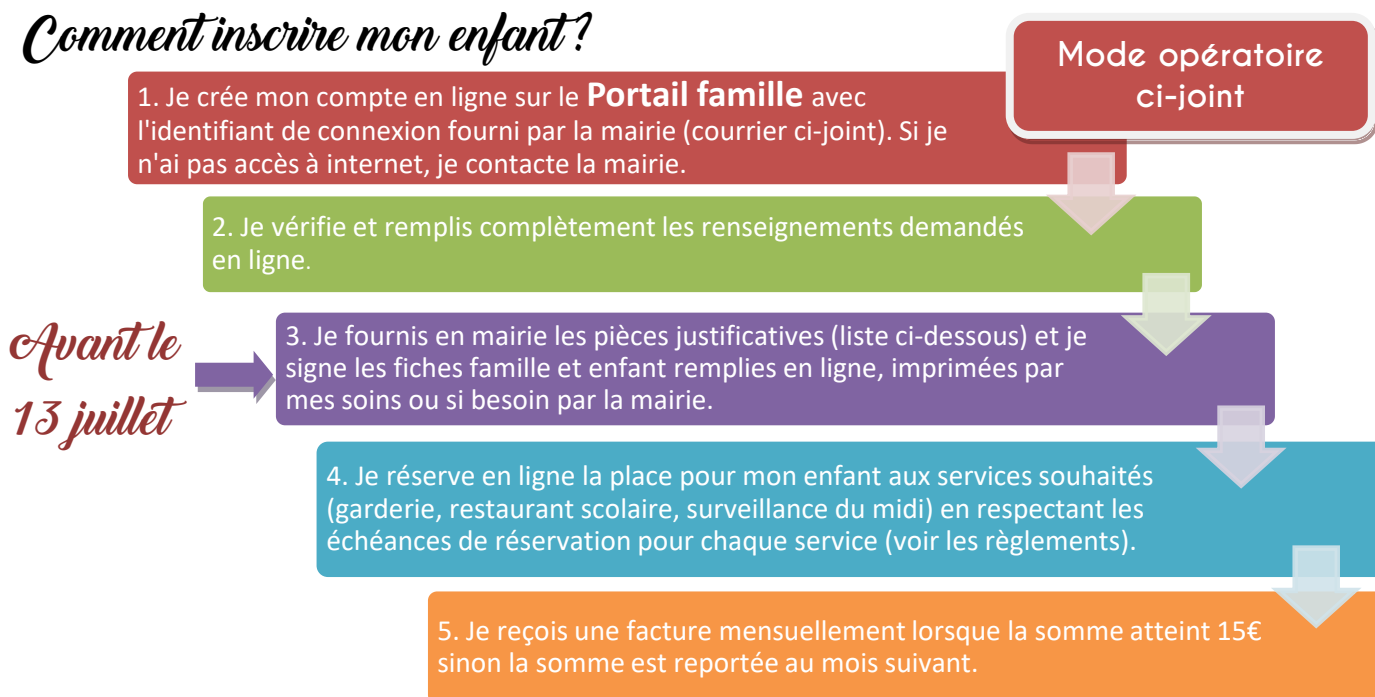 Comment inscrire mon enfant ?
Mode opératoire
ci-joint
1. Je crée mon compte en ligne sur le Portail famille avec
l'identifiant de connexion fourni par la mairie (courrier ci-joint). Si je
n'ai pas accès à internet, je contacte la mairie.
2. Je vérifie et remplis complètement les renseignements demandés
en ligne.
Avant le
13 juillet
3. Je fournis en mairie les pièces justificatives (liste ci-dessous) et je
signe les fiches famille et enfant remplies en ligne, imprimées par
mes soins ou si besoin par la mairie.
4. Je réserve en ligne la place pour mon enfant aux services souhaités
(garderie, restaurant scolaire, surveillance du midi) en respectant les
échéances de réservation pour chaque service (voir les règlements).
5. Je reçois une facture mensuellement lorsque la somme atteint 15€
sinon la somme est reportée au mois suivant.